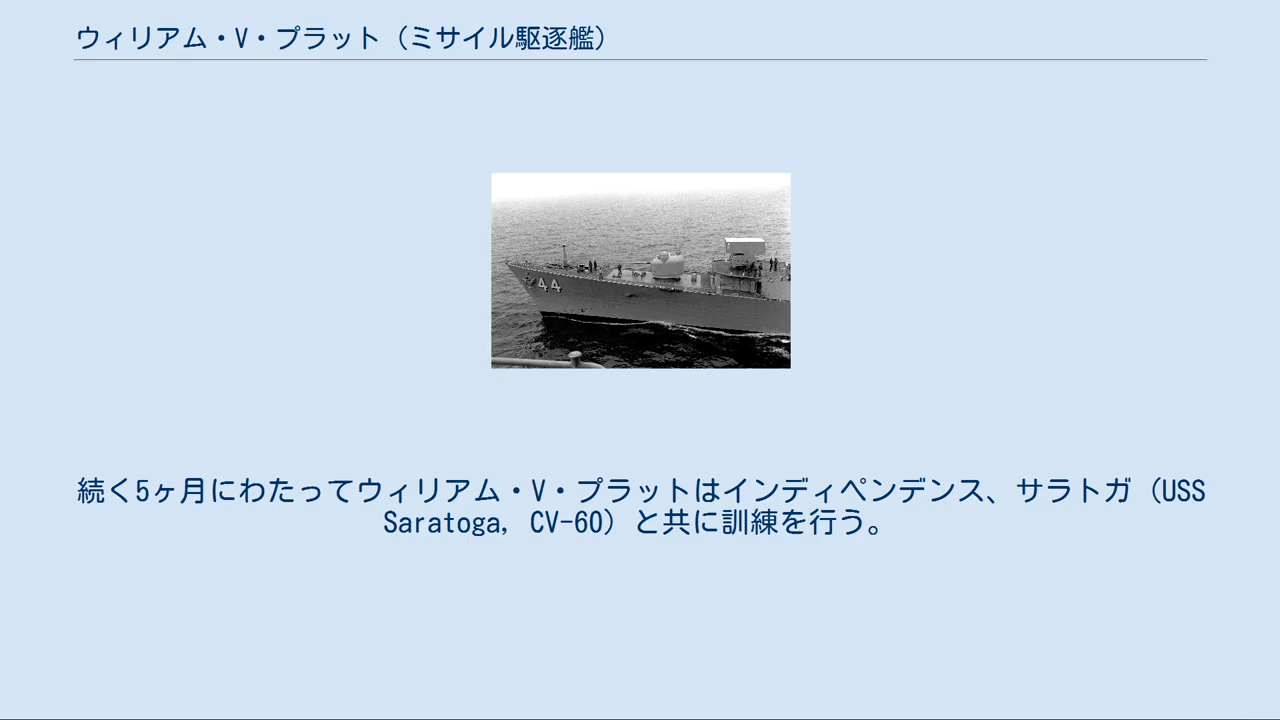 ウィリアム・V・プラット（ミサイル駆逐艦）
44
続く5ヶ月にわたってウィリアム・V・プラットはインディペンデンス、サラトガ（USS
Saratoga, CV-60）と共に訓練を行う。